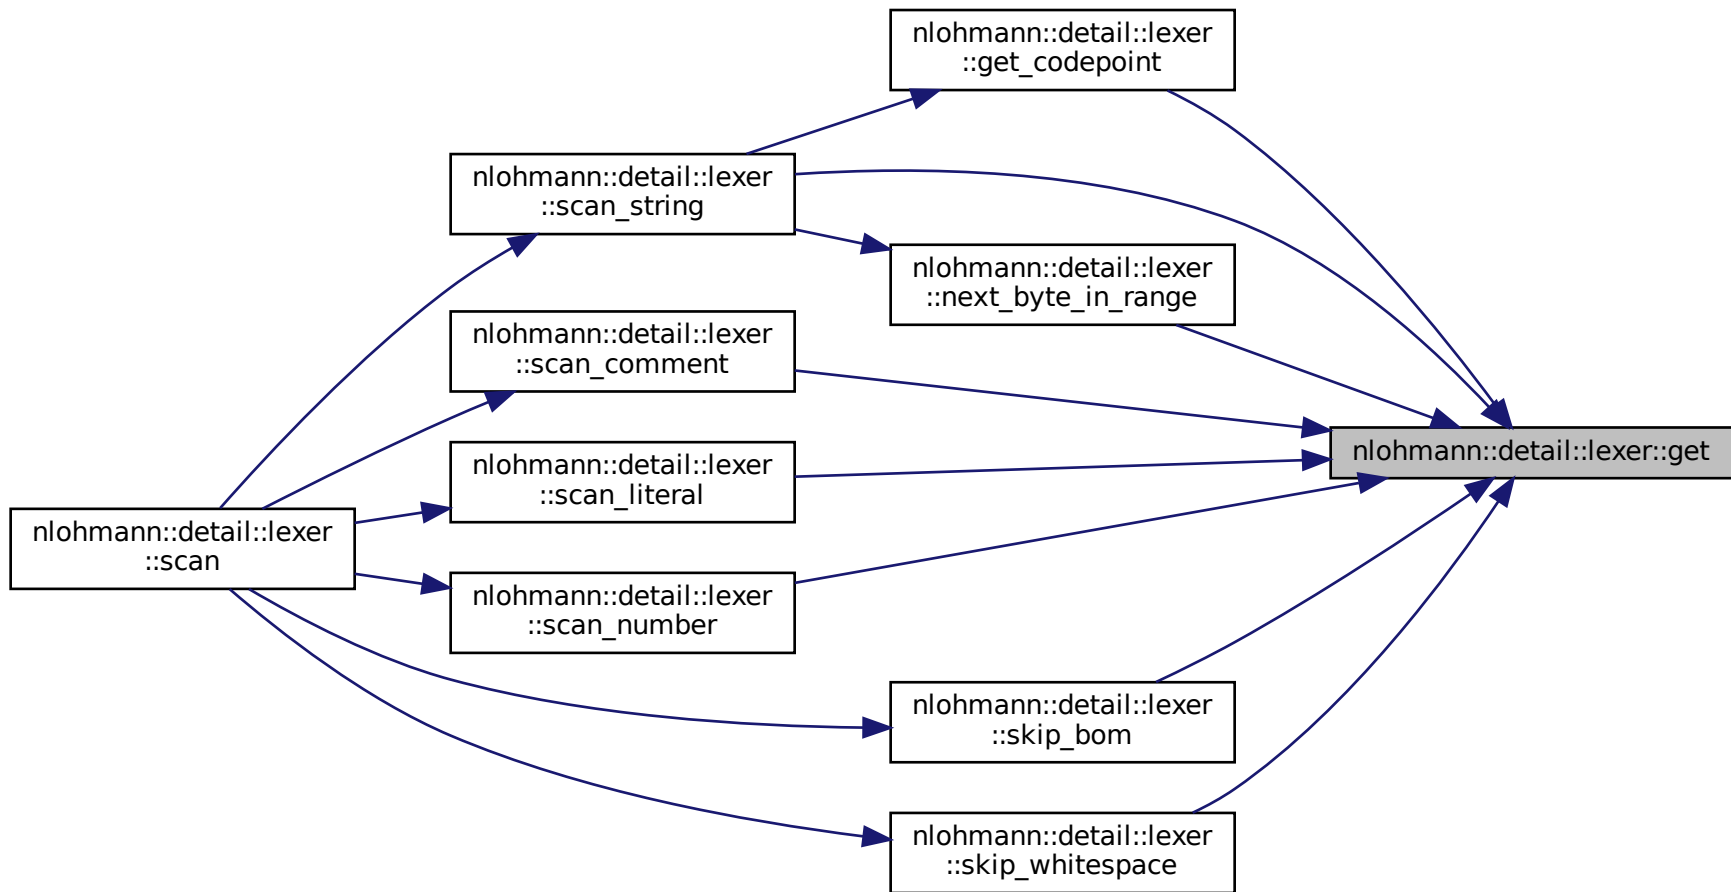 nlohmann::detail::lexer
::get_codepoint
nlohmann::detail::lexer
::scan_string
nlohmann::detail::lexer
::next_byte_in_range
nlohmann::detail::lexer
::scan_comment
nlohmann::detail::lexer::get
nlohmann::detail::lexer
::scan_literal
nlohmann::detail::lexer
::scan
nlohmann::detail::lexer
::scan_number
nlohmann::detail::lexer
::skip_bom
nlohmann::detail::lexer
::skip_whitespace